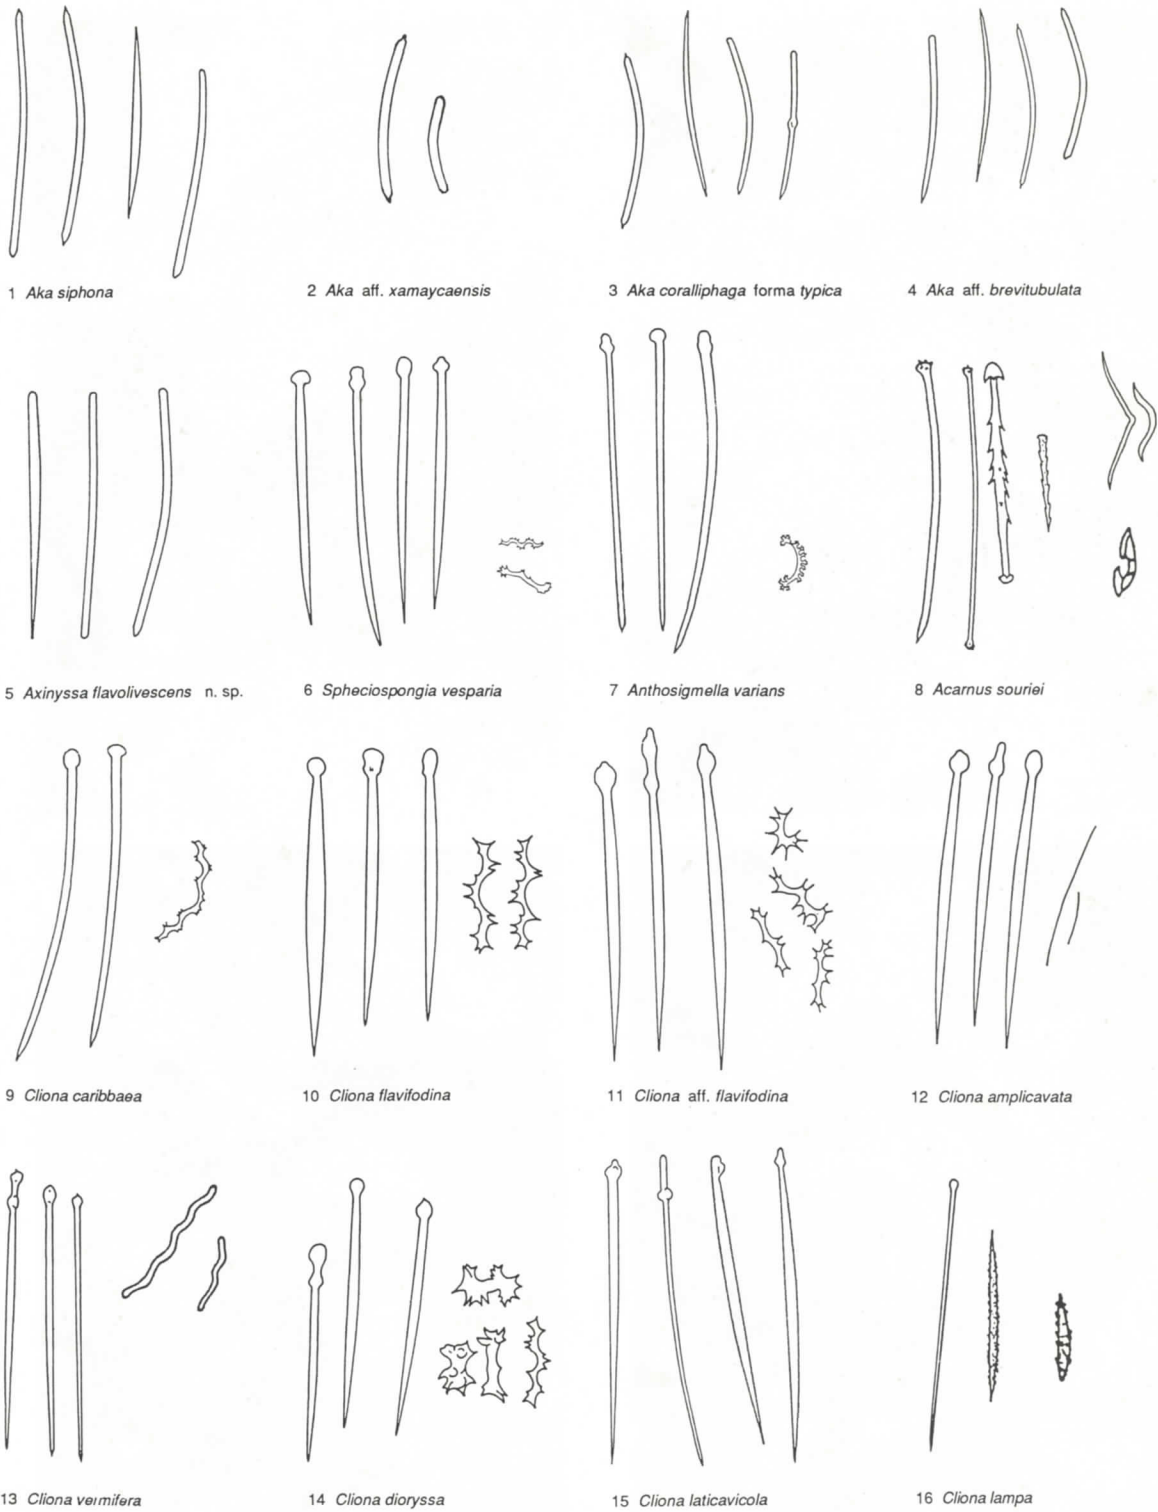 1 Aka siphona
2 Aka aff. xamaycaensis
3 Aka coralliphaga forma typica
4 Aka aff. brevitubulata
5 Axinyssa flavolivescens n. sp.
6 Spheciospongia vesparia
7 Anthosigmella varians
8 Acarnus souriei
9 Cliona caribbaea
10 Cliona flavifodina
11 Cliona aff. flavifodina
12 Cliona amplicavata
13 Cliona vermifera
14 Cliona dioryssa
15 Cliona laticavicola
16 Cliona lampa